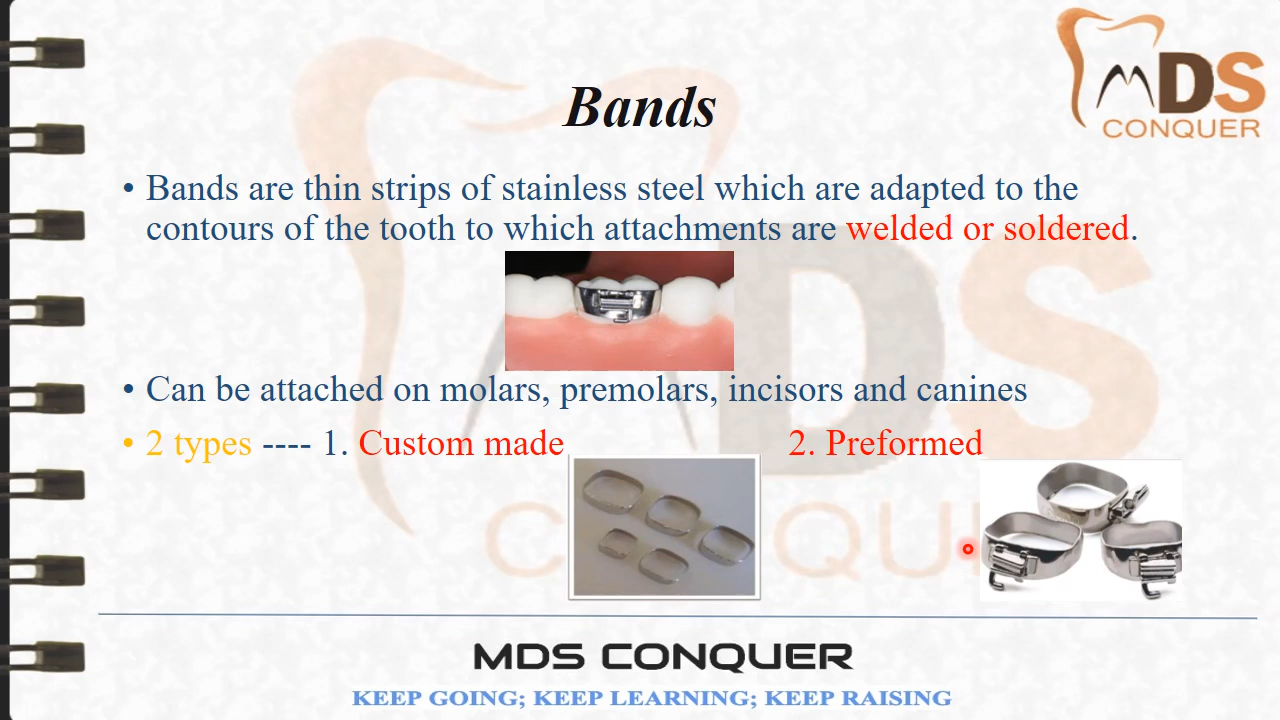 MDS
CONQUER
Bands
• Bands are thin strips of stainless steel which are adapted to the
contours of the tooth to which attachments are welded or soldered.
• Can be attached on molars, premolars, incisors and canines
• 2 types ---- 1. Custom made 2. Preformed
MDS CONQUER
KEEP GOING; KEEP LEARNING; KEEP RAISING